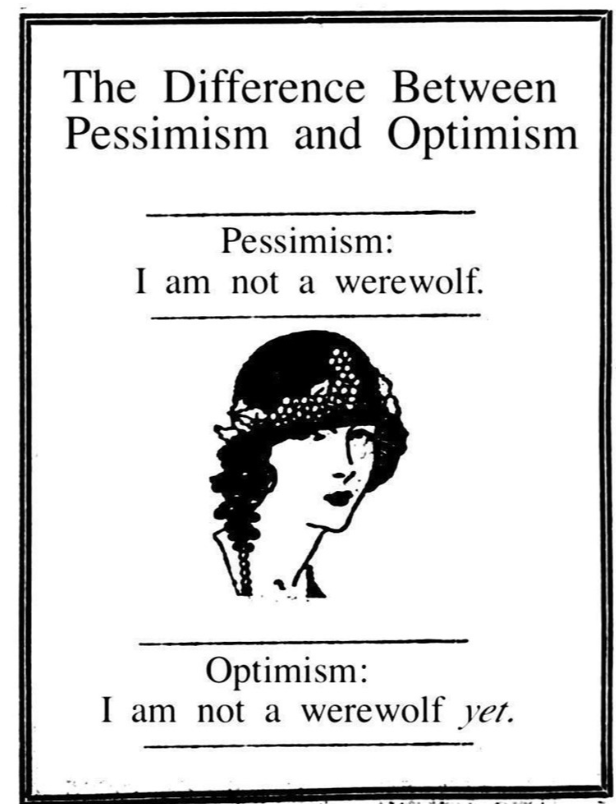 The Difference Between
Pessimism and Optimism
Pessimism:
I am not a werewolf.
Optimism:
I am not a werewolf yet.